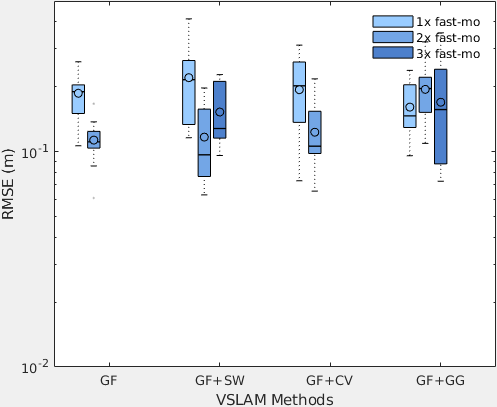 1x fast-mo
2x fast-mo
3x fast-mo
RMSE (m)
10^-1
10^-2
GF
GF+SW
GF+CV
GF+GG
VSLAM Methods